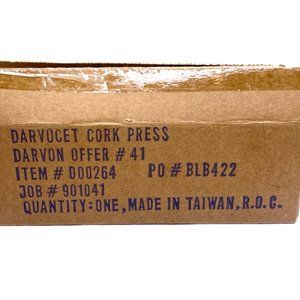 DARVOCET CORK PRESS
DARVON OFFER # 41
ITEM # D00264 PO # BLB422
JOB # 901041
QUANTITY: ONE, MADE IN TAIWAN, R.O.C.